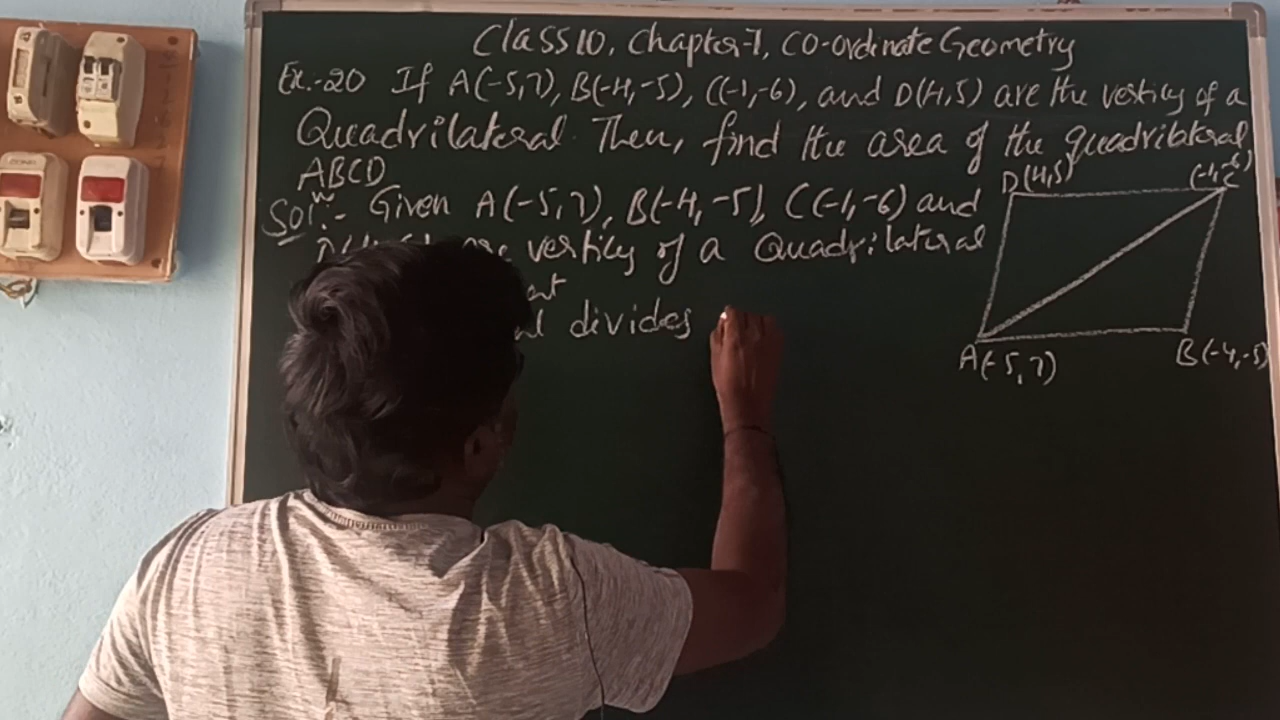 Class 10, Chapter-7, CO-ordinate Geometry
Ex.-20 If A(-5,7), B(-4,-5), C(-1,-6), and D(4,5) are the vertices of a
Quadrilateral. Then, find the area of the quadrilateral
ABCD
Solⁿ:- Given A(-5,7), B(-4,-5), C(-1,-6) and
vertices of a Quadrilateral
divides
D(4,5)
(-1,-6)
C
A(-5,7)
B(-4,-5)